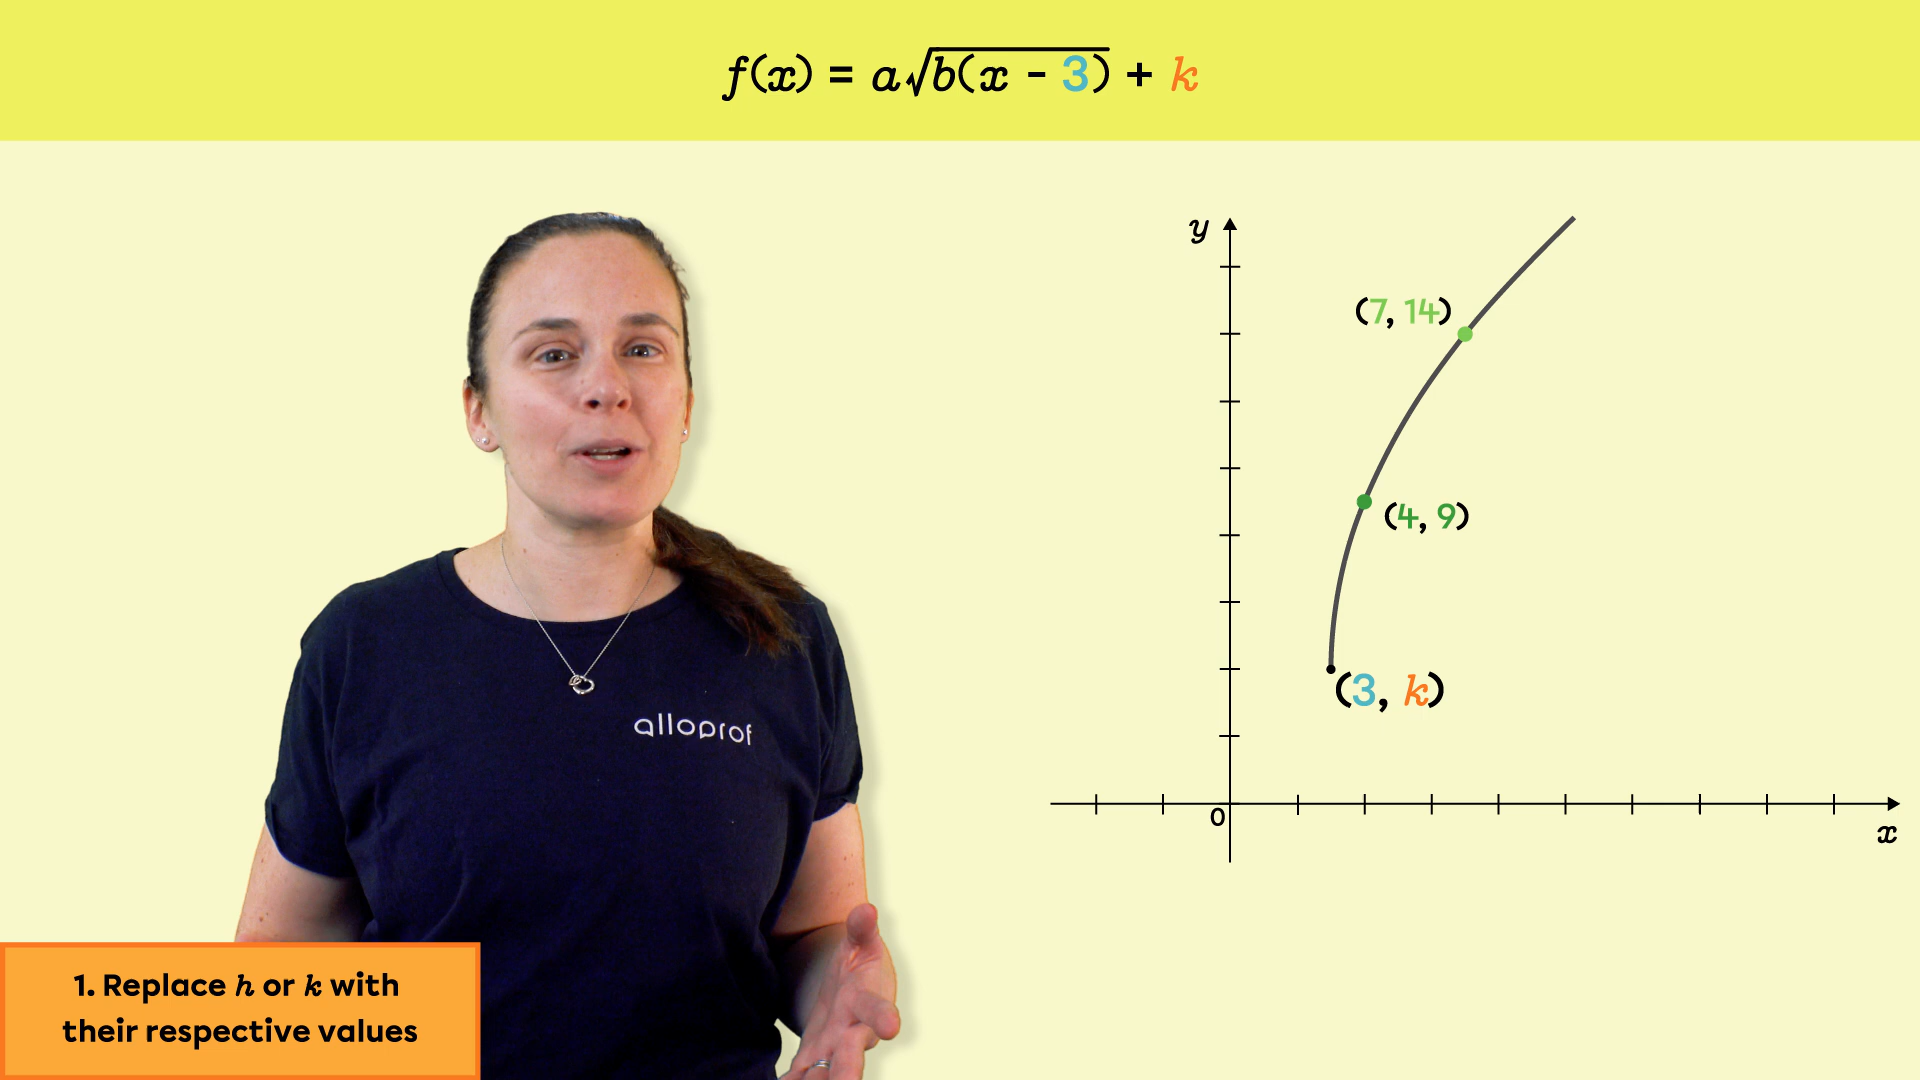 f(x) = a√b(x - 3) + k
y
(7, 14)
(4, 9)
(3, k)
0
x
alloprof
1. Replace h or k with
their respective values